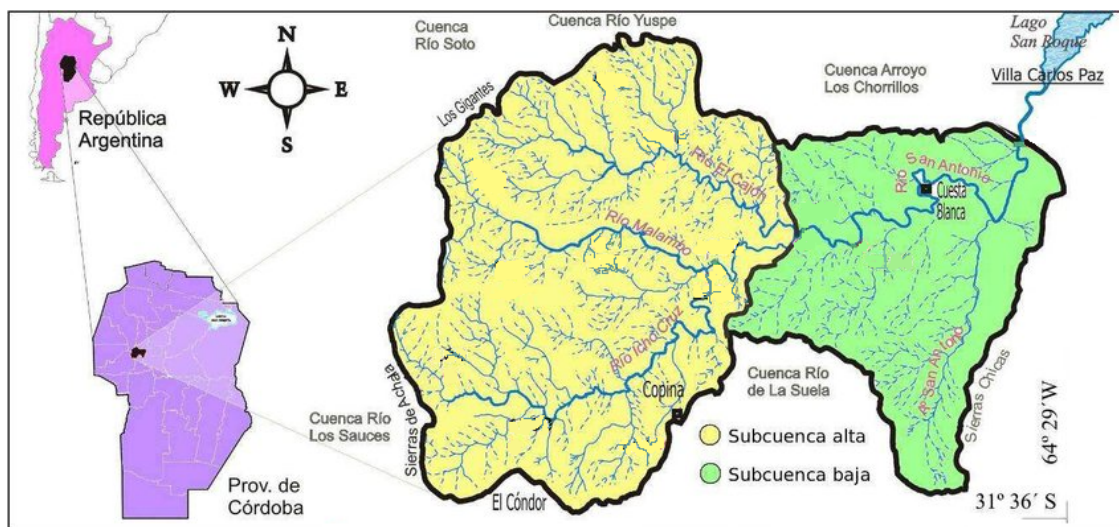 Cuenca Río Yuspe
Cuenca
Río Soto
Lago
San Roque
Villa Carlos Paz
Cuenca Arroyo
Los Chorrillos
N
W
E
S
República
Argentina
Los Gigantes
Río El Cajón
Río San Antonio
Cuesta
Blanca
Río Malambo
Río Icho Cruz
Copina
Cuenca Río
de La Suela
Aº San Antonio
Sierras Chicas
Sierras de Achala
Cuenca Río
Los Sauces
El Cóndor
Subcuenca alta
Subcuenca baja
Prov. de
Córdoba
64º 29´ W
31º 36´ S